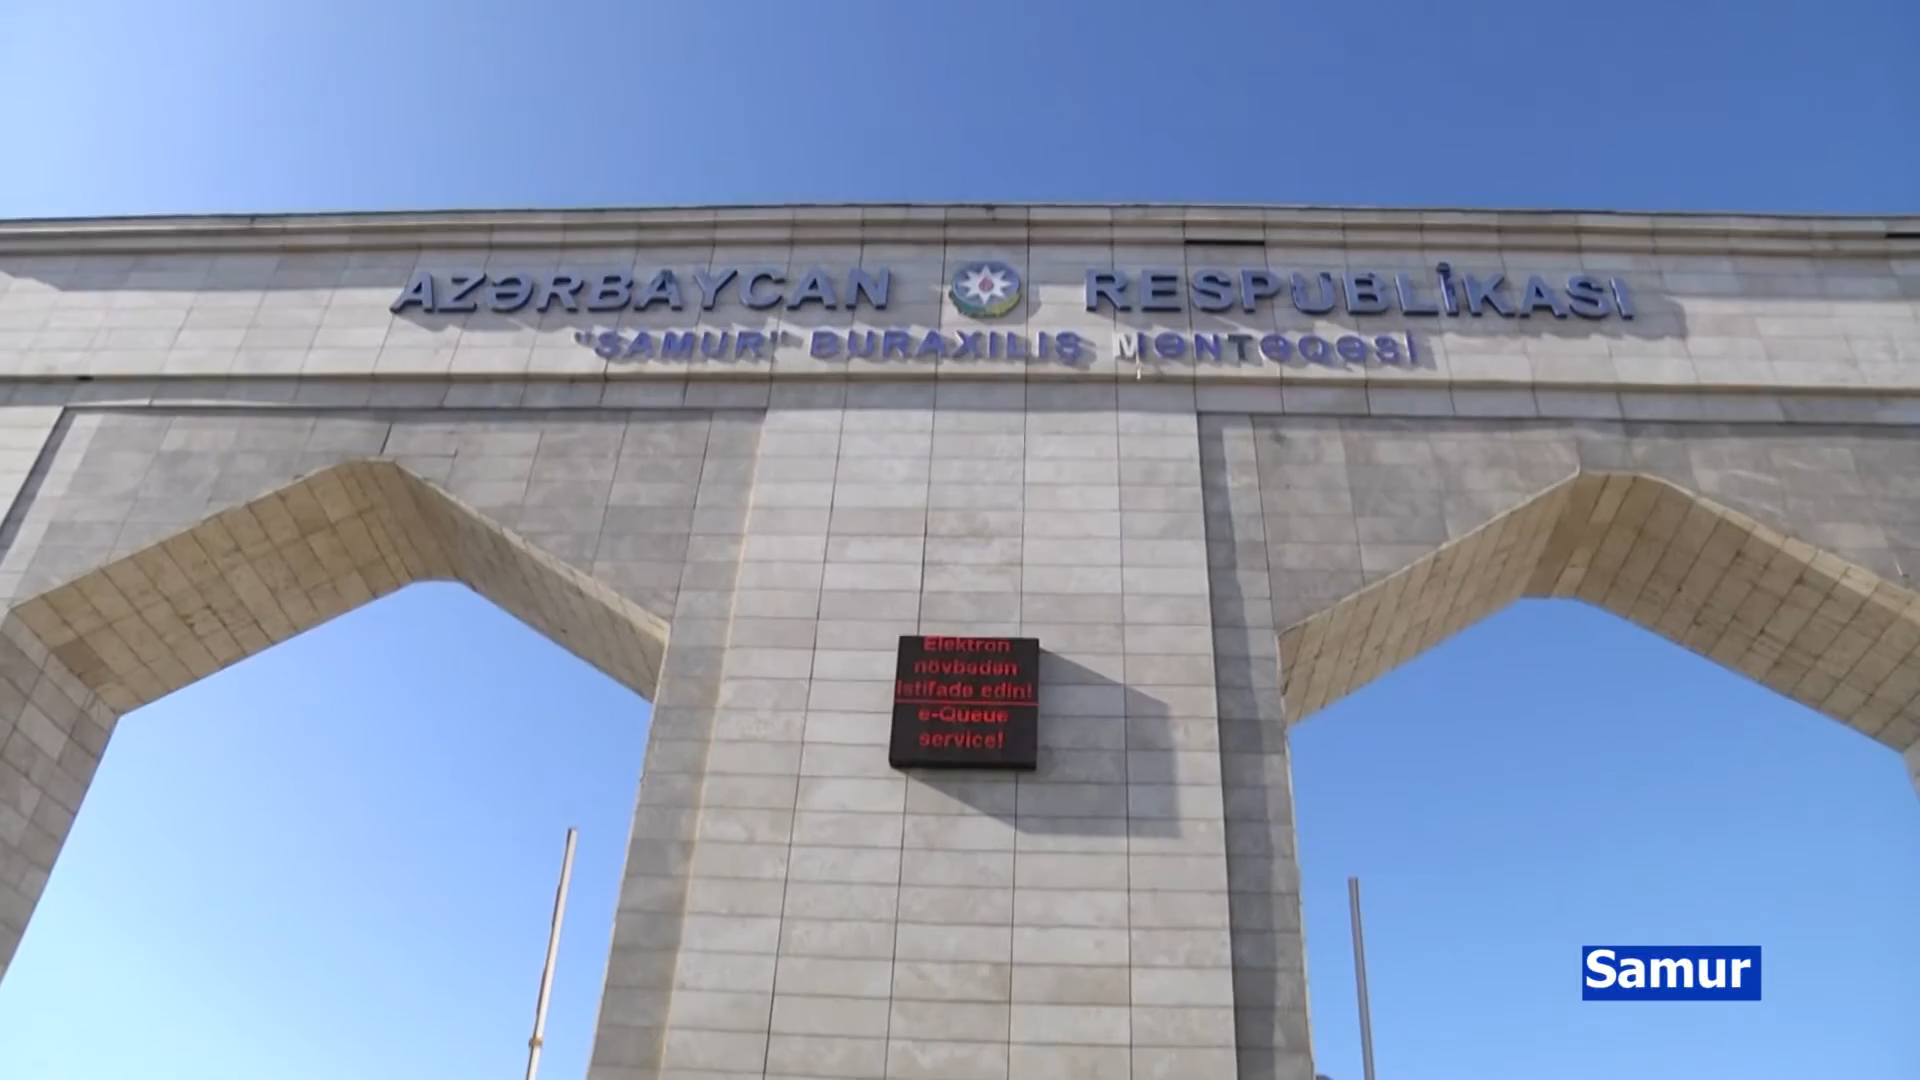 AZƏRBAYCAN RESPUBLİKASI
"SAMUR" BURAXILIŞ MƏNTƏQƏSİ
Elektron
növbədən
istifadə edin!
e-Queue
service!
Samur